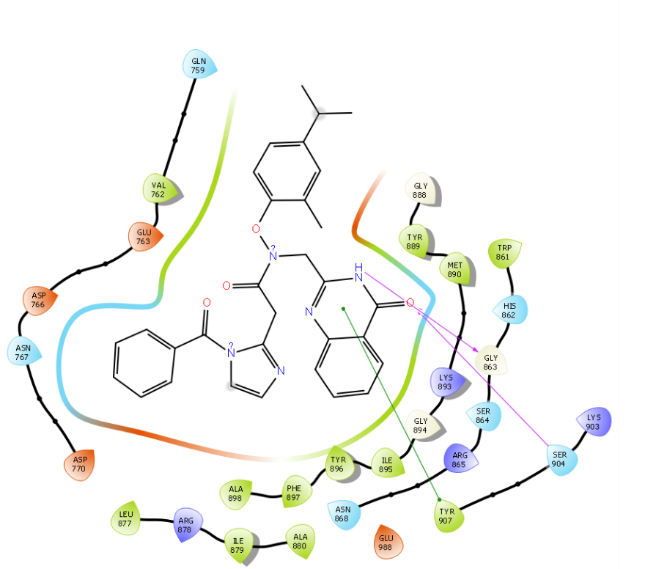 GLN
759
VAL
762
GLU
763
ASP
766
ASN
767
ASP
770
O
?
N
O
O
?
N
N
N
HN
O
GLY
888
TYR
889
MET
890
TRP
861
HIS
862
GLY
863
LYS
893
SER
864
GLY
894
ARG
865
LYS
903
SER
904
TYR
896
ILE
895
ALA
898
PHE
897
ASN
868
TYR
907
LEU
877
ARG
878
ILE
879
ALA
880
GLU
988